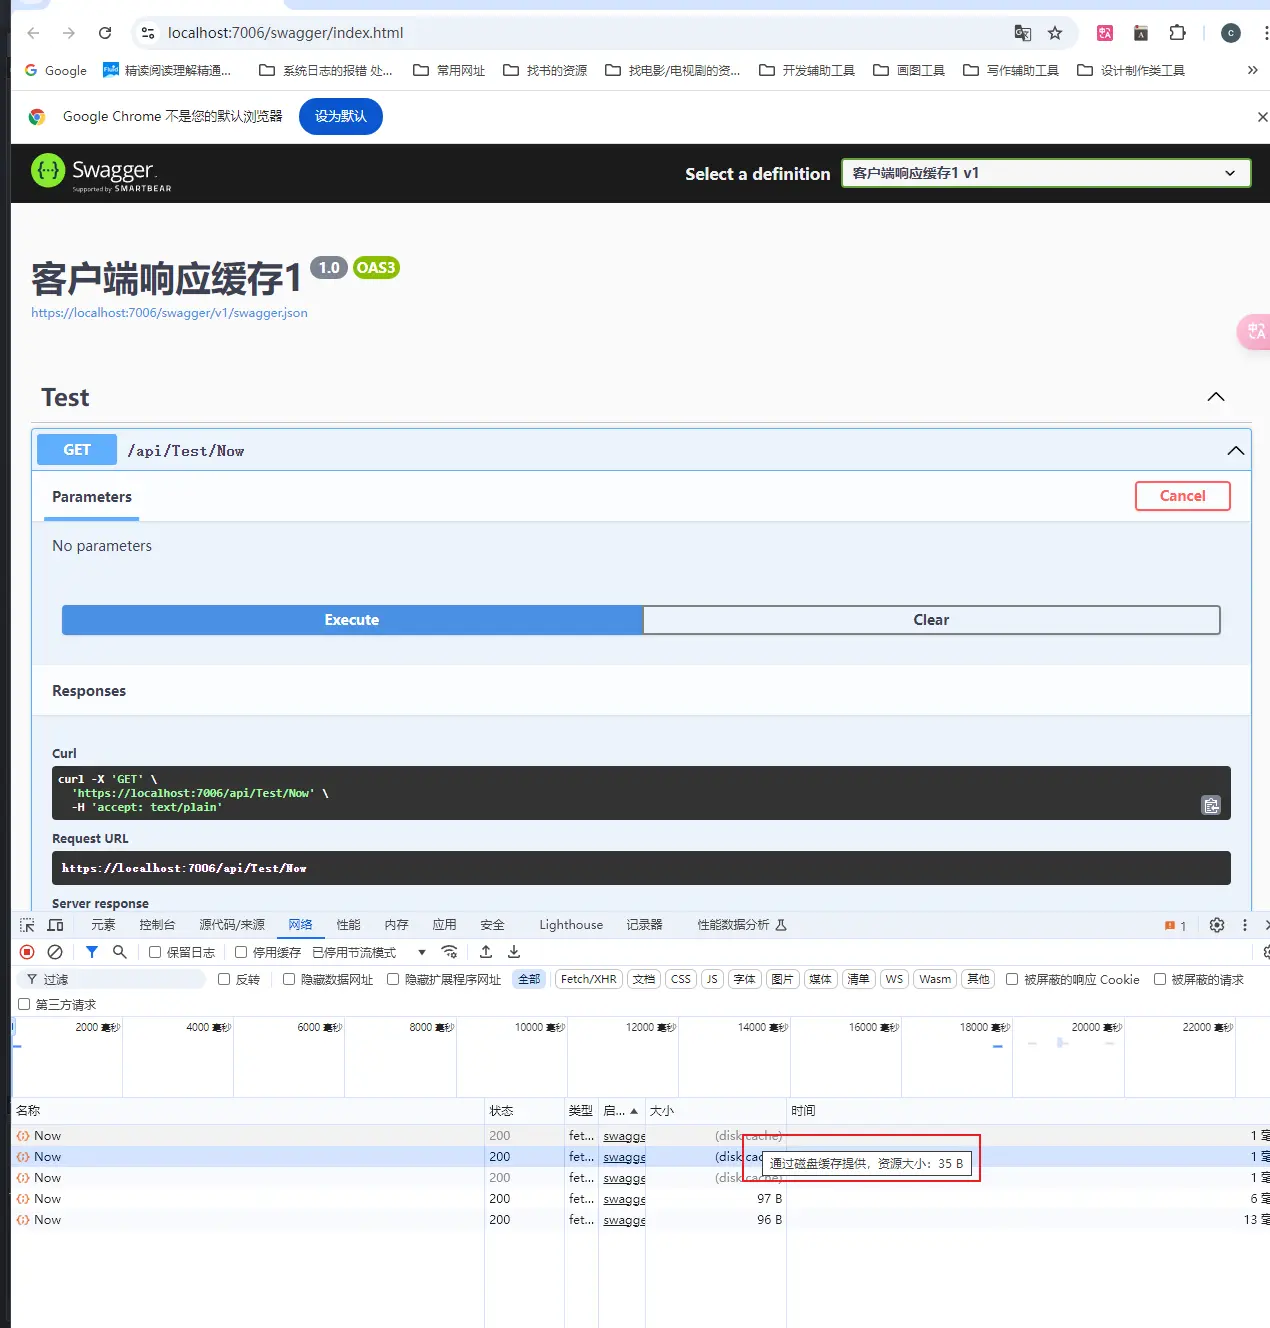 localhost:7006/swagger/index.html
Google 精读阅读理解精通... 系统日志的报错 处... 常用网址 找书的资源 找电影/电视剧的资... 开发辅助工具 画图工具 写作辅助工具 设计制作类工具
Google Chrome 不是您的默认浏览器 设为默认
Swagger.
Supported by SMARTBEAR
Select a definition 客户端响应缓存1 v1
客户端响应缓存1 1.0 OAS3
https://localhost:7006/swagger/v1/swagger.json
Test
GET /api/Test/Now
Parameters Cancel
No parameters
Execute Clear
Responses
Curl
curl -X 'GET' \
'https://localhost:7006/api/Test/Now' \
-H 'accept: text/plain'
Request URL
https://localhost:7006/api/Test/Now
Server response
元素 控制台 源代码/来源 网络 性能 内存 应用 安全 Lighthouse 记录器 性能数据分析 1
保留日志 停用缓存 已停用节流模式
过滤 反转 隐藏数据网址 隐藏扩展程序网址 全部 Fetch/XHR 文档 CSS JS 字体 图片 媒体 清单 WS Wasm 其他 被屏蔽的响应 Cookie 被屏蔽的请求
第三方请求
2000 毫秒 4000 毫秒 6000 毫秒 8000 毫秒 10000 毫秒 12000 毫秒 14000 毫秒 16000 毫秒 18000 毫秒 20000 毫秒 22000 毫秒
名称 状态 类型 启... 大小 时间
Now 200 fet... swagge (disk cache) 1 毫
Now 200 fet... swagge (disk cac 1 毫
通过磁盘缓存提供，资源大小：35 B
Now 200 fet... swagge (disk cache) 1 毫
Now 200 fet... swagge 97 B 6 毫
Now 200 fet... swagge 96 B 13 毫